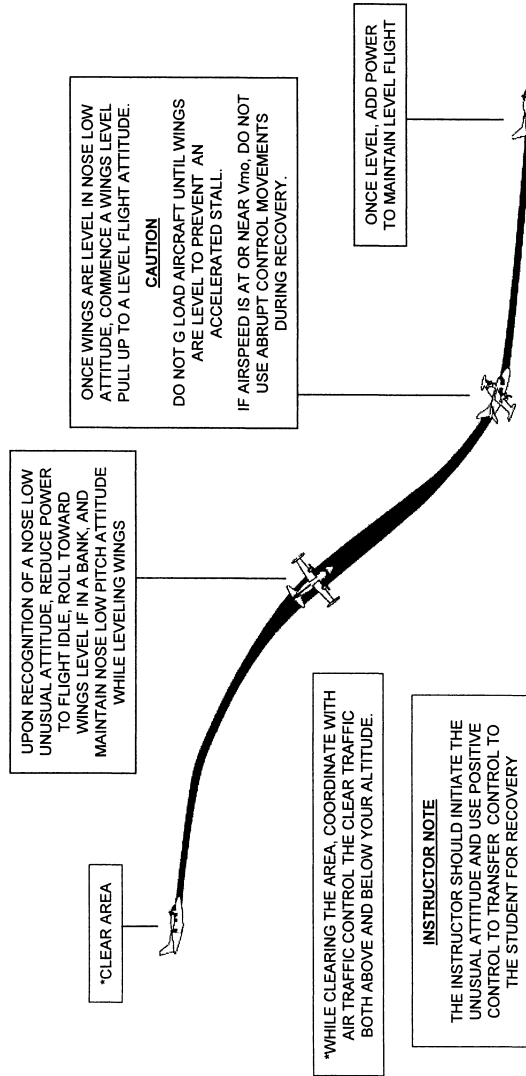 *CLEAR AREA
UPON RECOGNITION OF A NOSE LOW
UNUSUAL ATTITUDE, REDUCE POWER
TO FLIGHT IDLE, ROLL TOWARD
WINGS LEVEL IF IN A BANK, AND
MAINTAIN NOSE LOW PITCH ATTITUDE
WHILE LEVELING WINGS
ONCE WINGS ARE LEVEL IN NOSE LOW
ATTITUDE, COMMENCE A WINGS LEVEL
PULL UP TO A LEVEL FLIGHT ATTITUDE.
CAUTION
DO NOT G LOAD AIRCRAFT UNTIL WINGS
ARE LEVEL TO PREVENT AN
ACCELERATED STALL.
IF AIRSPEED IS AT OR NEAR Vmo, DO NOT
USE ABRUPT CONTROL MOVEMENTS
DURING RECOVERY.
ONCE LEVEL, ADD POWER
TO MAINTAIN LEVEL FLIGHT
*WHILE CLEARING THE AREA, COORDINATE WITH
AIR TRAFFIC CONTROL THE CLEAR TRAFFIC
BOTH ABOVE AND BELOW YOUR ALTITUDE.
INSTRUCTOR NOTE
THE INSTRUCTOR SHOULD INITIATE THE
UNUSUAL ATTITUDE AND USE POSITIVE
CONTROL TO TRANSFER CONTROL TO
THE STUDENT FOR RECOVERY